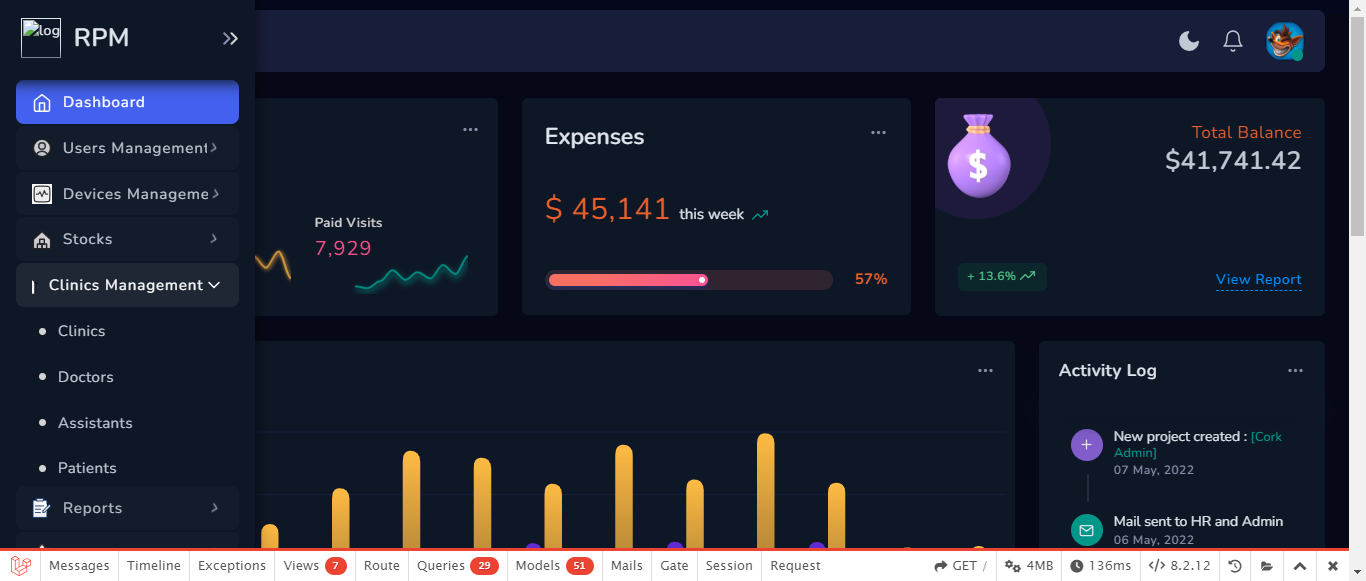 log
RPM
Dashboard
Users Management
Devices Manageme
Stocks
Clinics Management
Clinics
Doctors
Assistants
Patients
Reports
Paid Visits
7,929
Expenses
$ 45,141 this week
57%
$
Total Balance
$41,741.42
+ 13.6%
View Report
Activity Log
New project created : [Cork
Admin]
07 May, 2022
Mail sent to HR and Admin
06 May, 2022
Messages Timeline Exceptions Views 7 Route Queries 29 Models 51 Mails Gate Session Request GET / 4MB 136ms </> 8.2.12